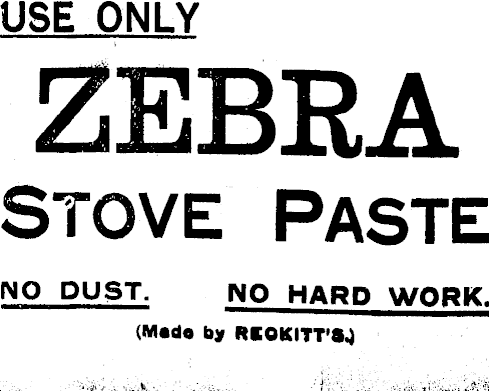 USE ONLY
ZEBRA
STOVE PASTE
NO DUST. NO HARD WORK.
(Made by RECKITT'S.)